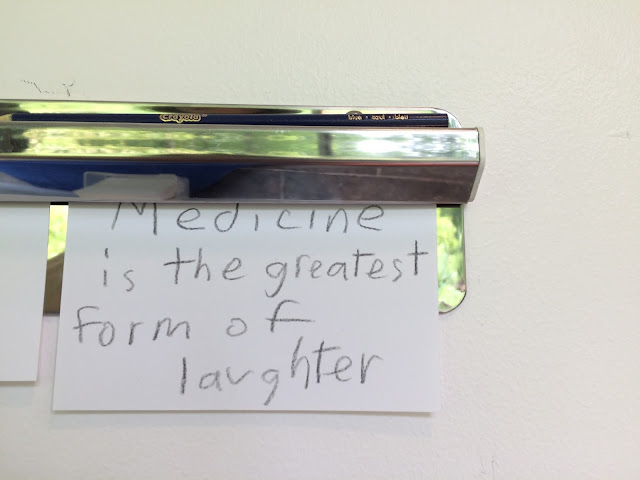 Crayola blue • azul • bleu
Medicine
is the greatest
form of
laughter